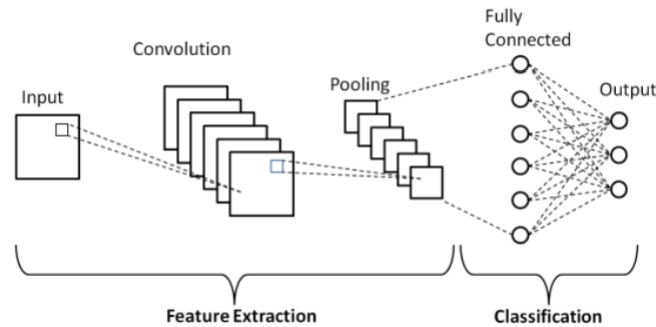 Input
Convolution
Pooling
Fully
Connected
Output
Feature Extraction
Classification